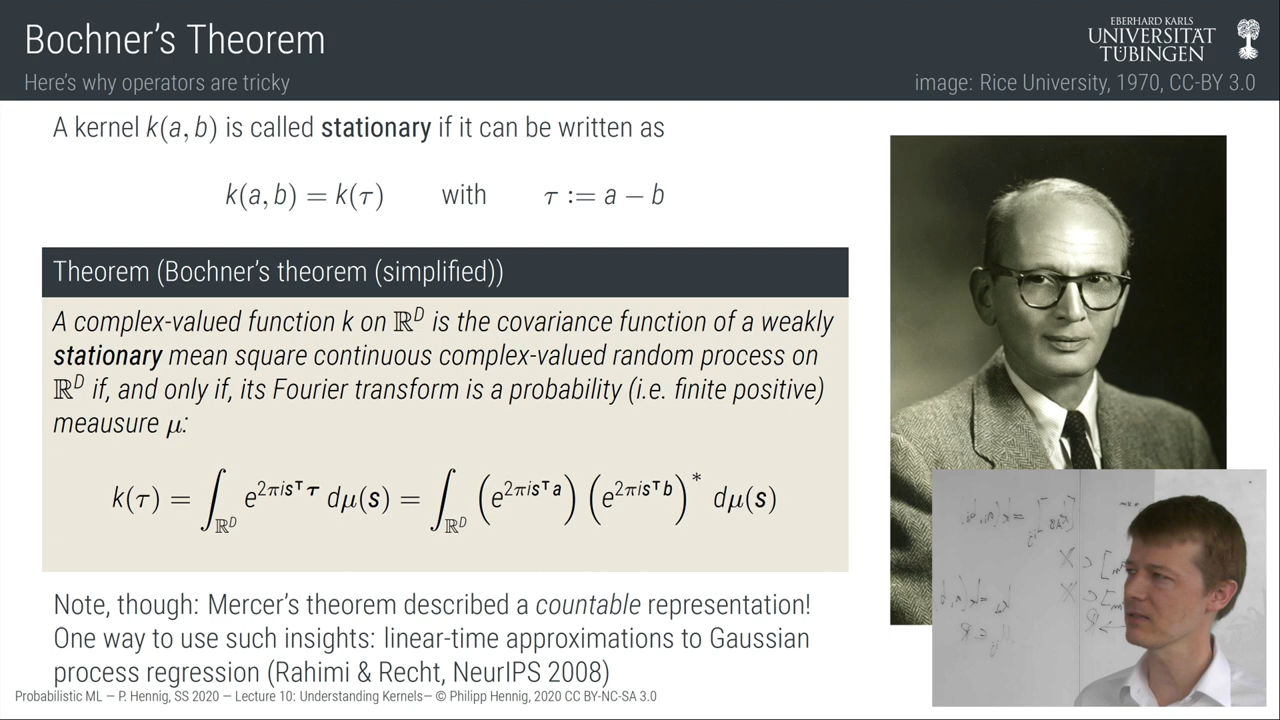 Bochner's Theorem
Here's why operators are tricky
EBERHARD KARLS
UNIVERSITÄT
TÜBINGEN
image: Rice University, 1970, CC-BY 3.0
A kernel k(a, b) is called stationary if it can be written as
k(a, b) = k(τ) with τ := a − b
Theorem (Bochner's theorem (simplified))
A complex-valued function k on ℝᴰ is the covariance function of a weakly
stationary mean square continuous complex-valued random process on
ℝᴰ if, and only if, its Fourier transform is a probability (i.e. finite positive)
meausure μ:
k(τ) = ∫_ℝᴰ e^{2πis^⊤τ} dμ(s) = ∫_ℝᴰ (e^{2πis^⊤a}) (e^{2πis^⊤b})^* dμ(s)
Note, though: Mercer's theorem described a countable representation!
One way to use such insights: linear-time approximations to Gaussian
process regression (Rahimi & Recht, NeurIPS 2008)
Probabilistic ML — P. Hennig, SS 2020 — Lecture 10: Understanding Kernels— © Philipp Hennig, 2020 CC BY-NC-SA 3.0